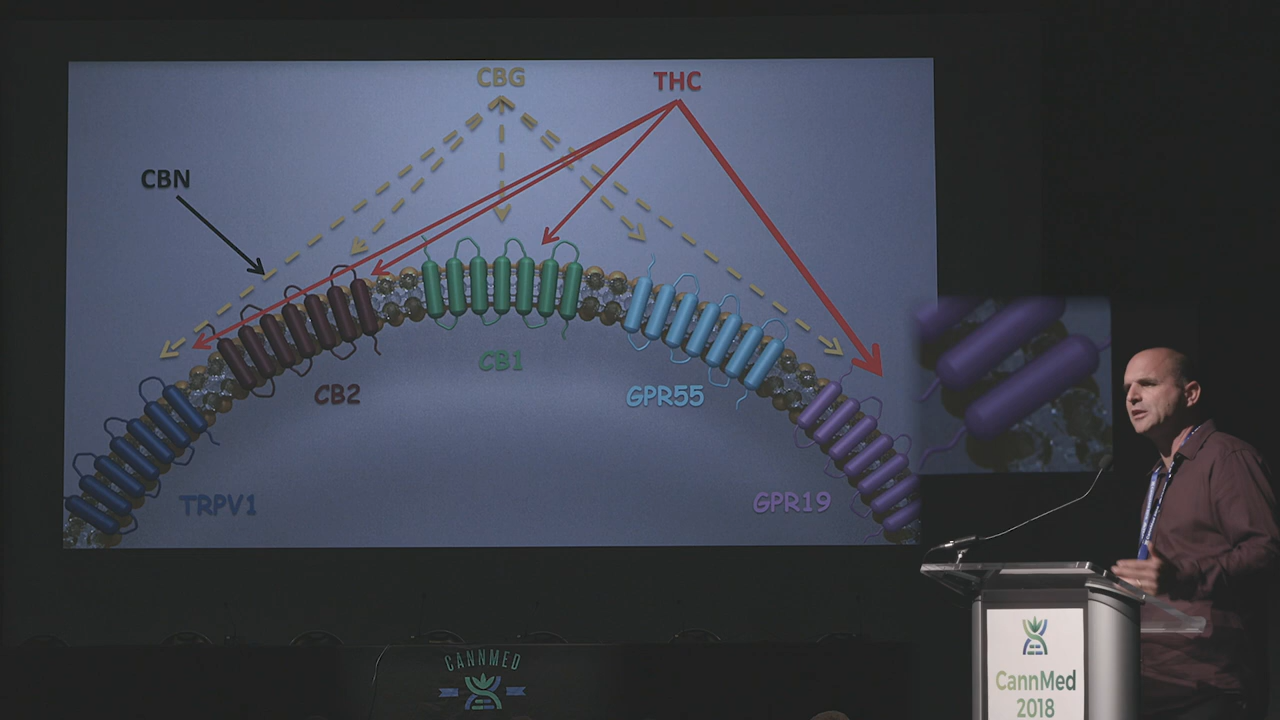 CBG
THC
CBN
CB1
CB2
GPR55
TRPV1
GPR19
CANNMED
CannMed
2018